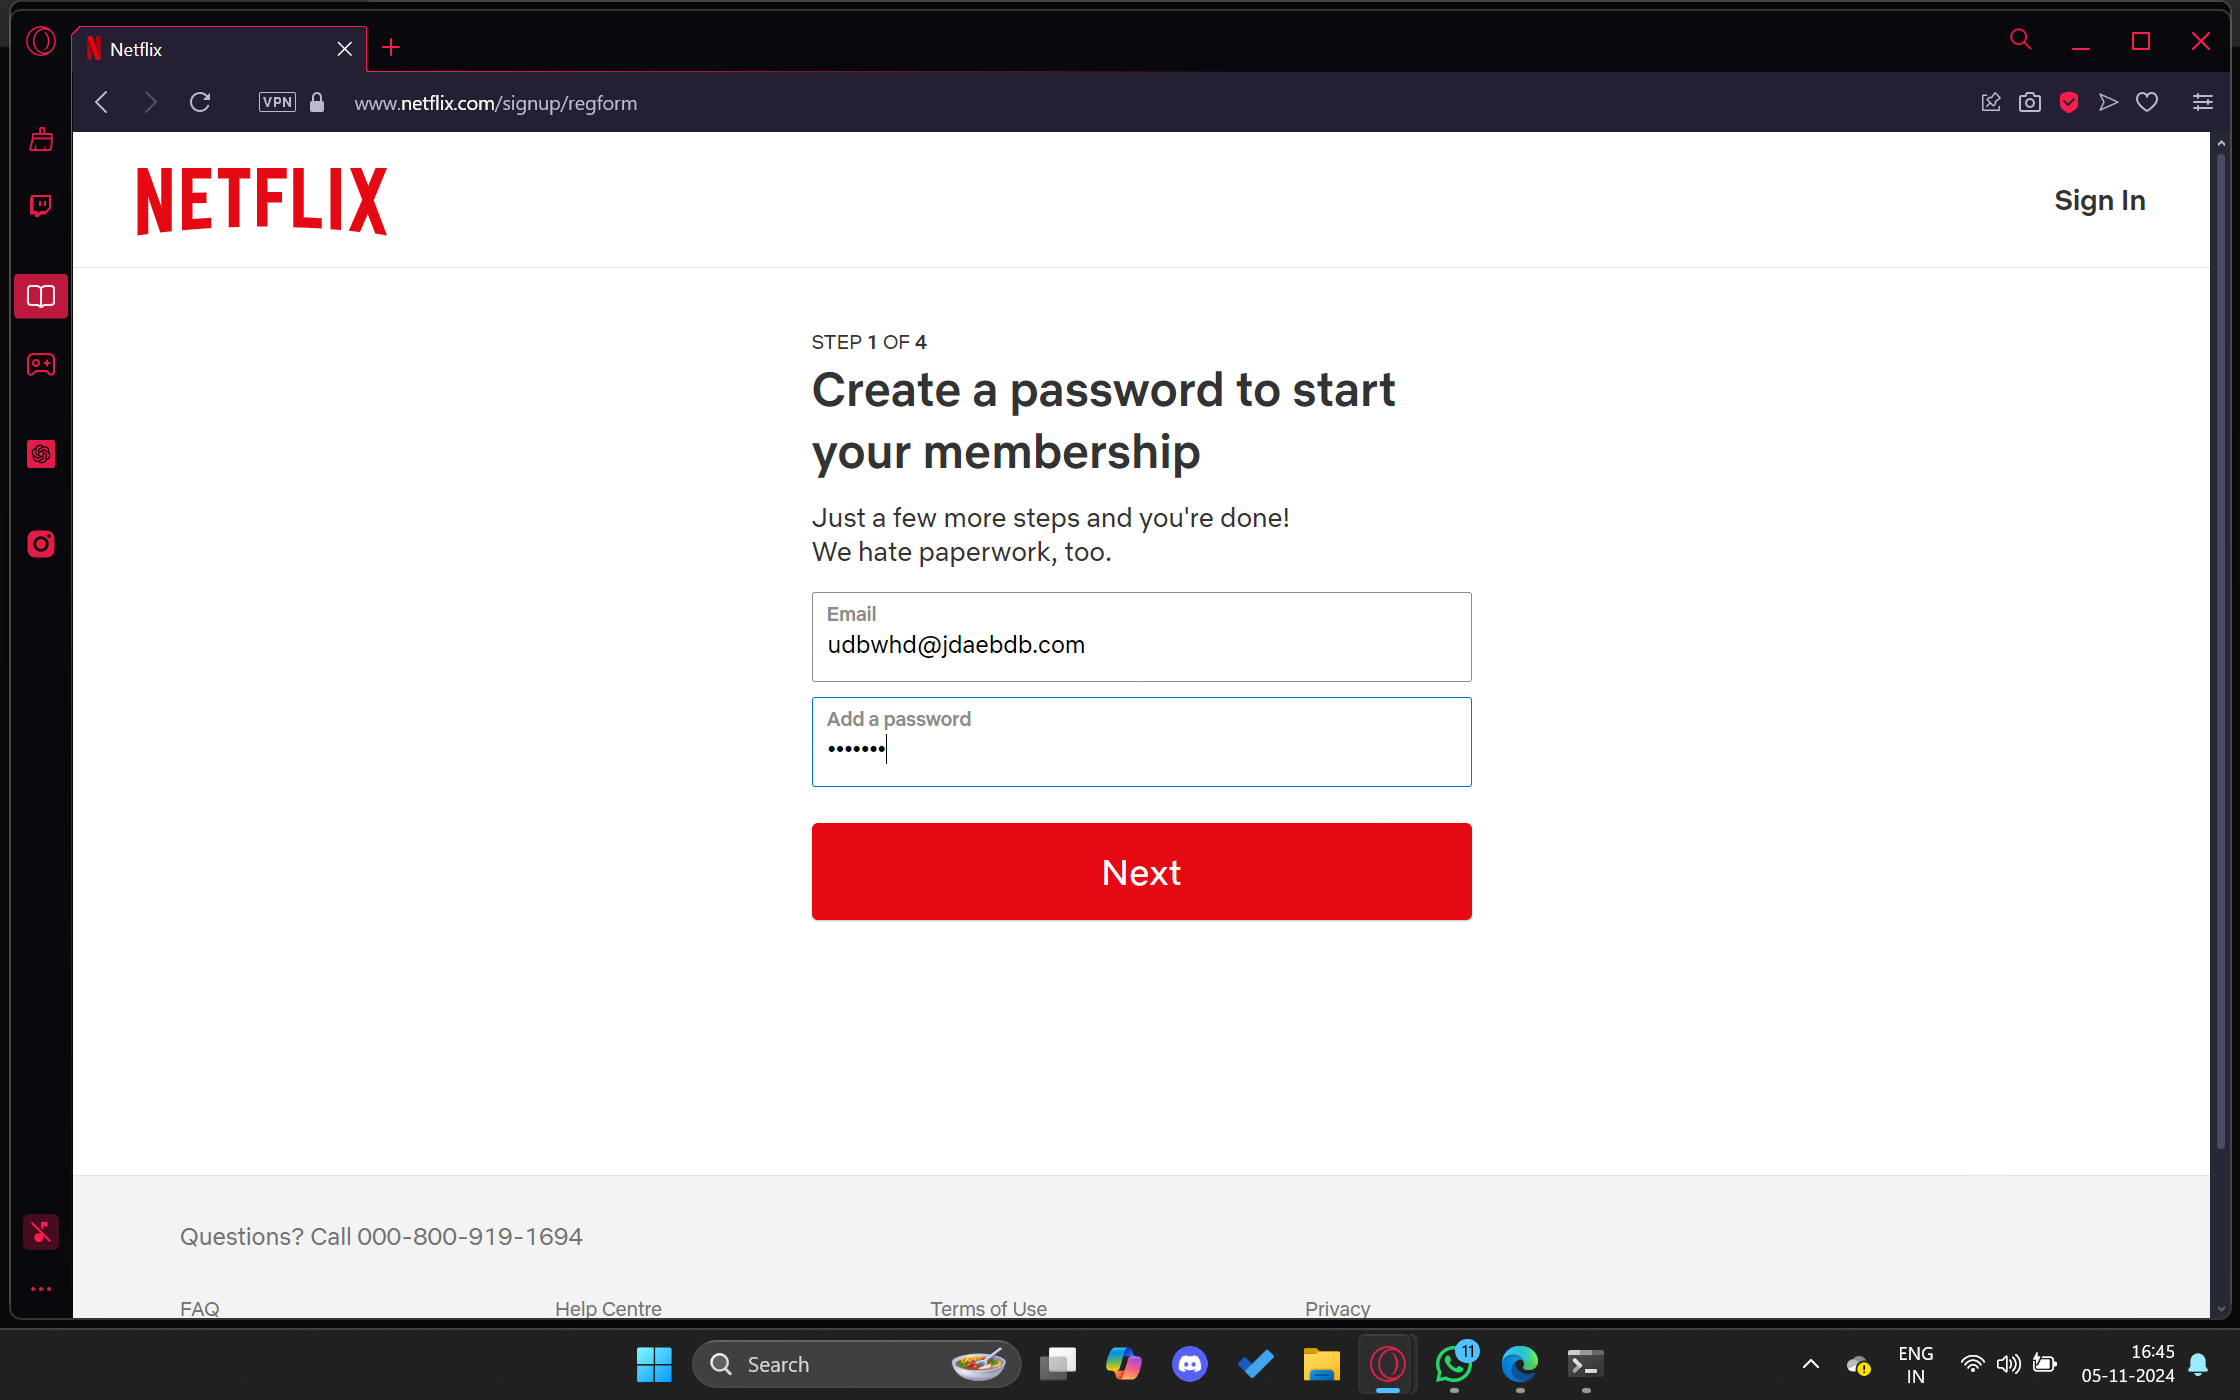 Netflix
VPN
www.netflix.com/signup/regform
NETFLIX
Sign In
STEP 1 OF 4
Create a password to start
your membership
Just a few more steps and you're done!
We hate paperwork, too.
Email
udbwhd@jdaebdb.com
Add a password
•••••••
Next
Questions? Call 000-800-919-1694
FAQ
Help Centre
Terms of Use
Privacy
Search
11
ENG
IN
16:45
05-11-2024